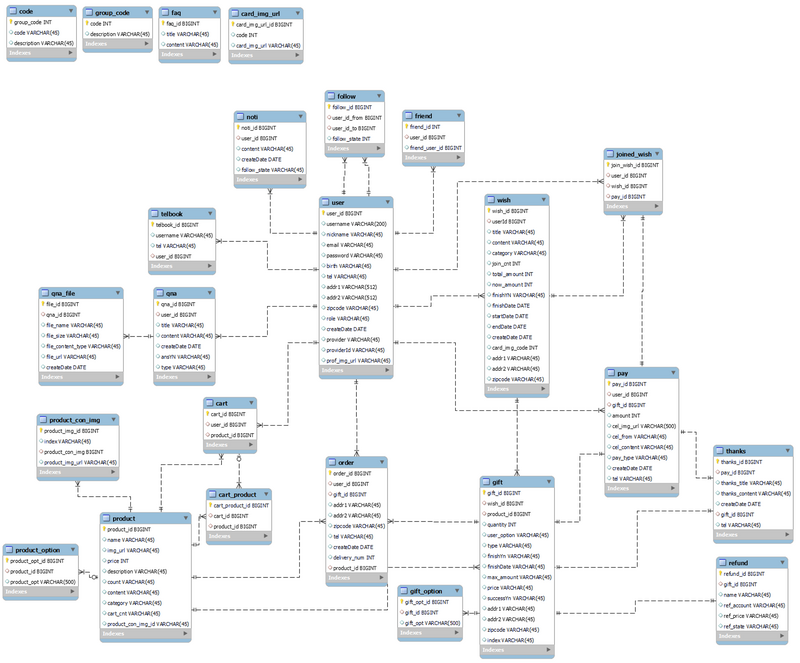 code
group_code INT
code VARCHAR(45)
description VARCHAR(45)
Indexes
group_code
code INT
description VARCHAR(45)
Indexes
faq
faq_id BIGINT
title VARCHAR(45)
content VARCHAR(45)
Indexes
card_img_url
card_img_url_id BIGINT
code INT
card_img_url VARCHAR(45)
Indexes
follow
follow_id BIGINT
user_id_from BIGINT
user_id_to BIGINT
follow_state INT
Indexes
noti
noti_id BIGINT
user_id BIGINT
content VARCHAR(45)
createDate DATE
follow_state VARCHAR(45)
Indexes
friend
friend_id INT
user_id BIGINT
friend_user_id BIGINT
Indexes
joined_wish
join_wish_id BIGINT
user_id BIGINT
wish_id BIGINT
pay_id BIGINT
Indexes
user
user_id BIGINT
username VARCHAR(200)
nickname VARCHAR(45)
email VARCHAR(45)
password VARCHAR(45)
birth VARCHAR(45)
tel VARCHAR(45)
addr1 VARCHAR(512)
addr2 VARCHAR(512)
zipcode VARCHAR(45)
role VARCHAR(45)
createDate DATE
provider VARCHAR(45)
providerId VARCHAR(45)
prof_img_url VARCHAR(45)
Indexes
wish
wish_id BIGINT
userId BIGINT
title VARCHAR(45)
content VARCHAR(45)
category VARCHAR(45)
join_cnt INT
total_amount INT
now_amount INT
finishYN VARCHAR(45)
finishDate DATE
startDate DATE
endDate DATE
createDate DATE
card_img_code INT
addr1 VARCHAR(45)
addr2 VARCHAR(45)
zipcode VARCHAR(45)
Indexes
telbook
telbook_id BIGINT
username VARCHAR(45)
tel VARCHAR(45)
user_id BIGINT
Indexes
qna_file
file_id BIGINT
qna_id BIGINT
file_name VARCHAR(45)
file_size VARCHAR(45)
file_content_type VARCHAR(45)
file_url VARCHAR(45)
createDate DATE
Indexes
qna
qna_id BIGINT
user_id BIGINT
title VARCHAR(45)
content VARCHAR(45)
createDate DATE
ansYN VARCHAR(45)
type VARCHAR(45)
Indexes
pay
pay_id BIGINT
user_id BIGINT
gift_id BIGINT
amount INT
cel_img_url VARCHAR(500)
cel_from VARCHAR(45)
cel_content VARCHAR(45)
pay_type VARCHAR(45)
createDate DATE
tel VARCHAR(45)
Indexes
cart
cart_id BIGINT
user_id BIGINT
product_id BIGINT
Indexes
product_con_img
product_img_id BIGINT
index VARCHAR(45)
product_con_img BIGINT
product_img_url VARCHAR(45)
Indexes
thanks
thanks_id BIGINT
pay_id BIGINT
thanks_title VARCHAR(45)
thanks_content VARCHAR(45)
createDate DATE
gift_id BIGINT
tel VARCHAR(45)
Indexes
order
order_id BIGINT
user_id BIGINT
gift_id BIGINT
addr1 VARCHAR(45)
addr2 VARCHAR(45)
zipcode VARCHAR(45)
tel VARCHAR(45)
createDate DATE
delivery_num INT
product_id BIGINT
Indexes
gift
gift_id BIGINT
wish_id BIGINT
product_id BIGINT
quantity INT
user_option VARCHAR(45)
type VARCHAR(45)
finishYn VARCHAR(45)
finishDate DATE
max_amount VARCHAR(45)
price VARCHAR(45)
successYn VARCHAR(45)
addr1 VARCHAR(45)
addr2 VARCHAR(45)
zipcode VARCHAR(45)
index VARCHAR(45)
Indexes
cart_product
cart_product_id BIGINT
cart_id BIGINT
product_id BIGINT
Indexes
product
product_id BIGINT
name VARCHAR(45)
img_url VARCHAR(45)
price INT
description VARCHAR(45)
count VARCHAR(45)
content VARCHAR(45)
category VARCHAR(45)
cart_cnt VARCHAR(45)
product_con_img_id VARCHAR(45)
Indexes
product_option
product_opt_id BIGINT
product_id BIGINT
product_opt VARCHAR(500)
Indexes
gift_option
gift_opt_id BIGINT
gift_id BIGINT
gift_opt VARCHAR(500)
Indexes
refund
refund_id BIGINT
gift_id BIGINT
name VARCHAR(45)
ref_account VARCHAR(45)
ref_price VARCHAR(45)
ref_state VARCHAR(45)
Indexes